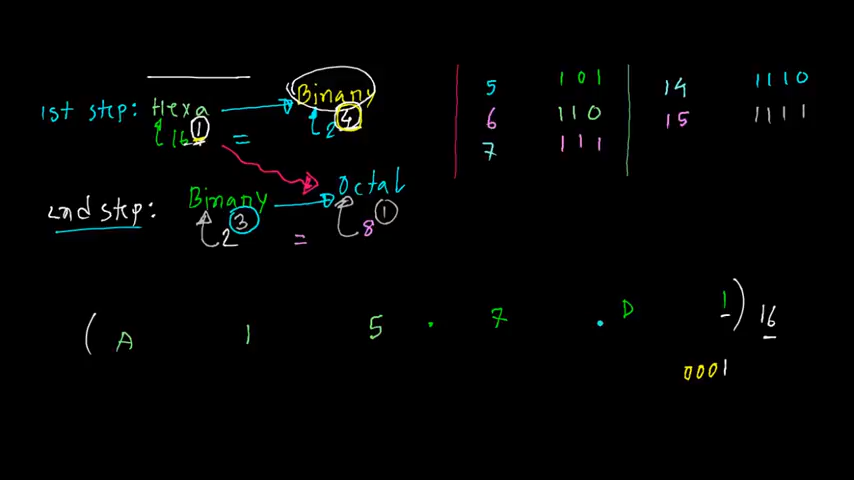 1st step: Hexa → Binary
16¹ = 2⁴
2nd step: Binary → Octal
2³ = 8¹
5 101 14 1110
6 110 15 1111
7 111
(A 1 5 . 7 . D 1)16
0001